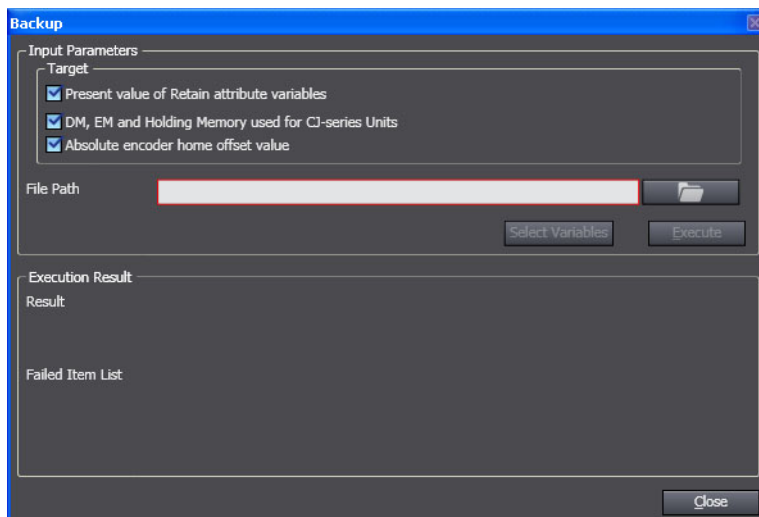 Backup
Input Parameters
Target
Present value of Retain attribute variables
DM, EM and Holding Memory used for CJ-series Units
Absolute encoder home offset value
File Path
Select Variables Execute
Execution Result
Result
Failed Item List
Close